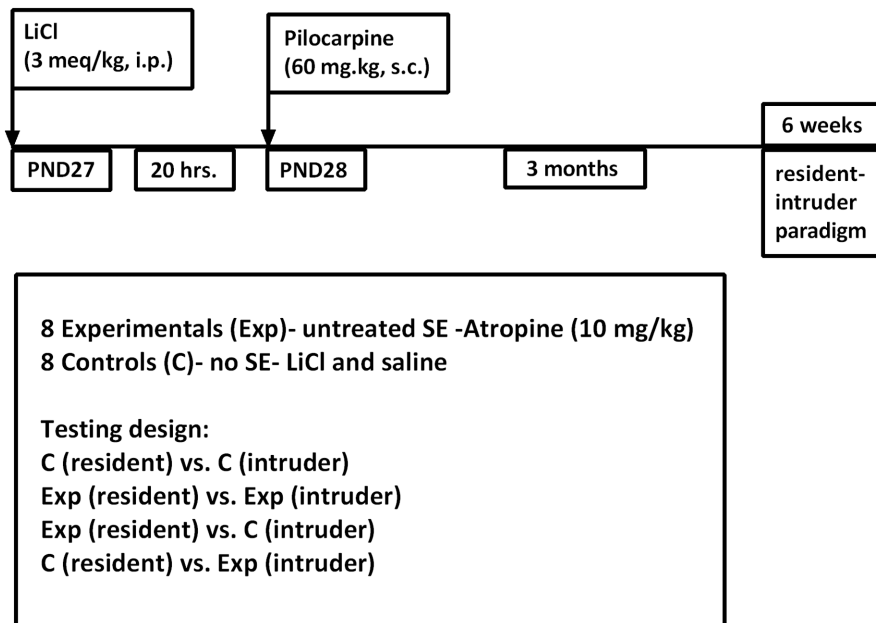 LiCl
(3 meq/kg, i.p.)
Pilocarpine
(60 mg.kg, s.c.)
PND27
20 hrs.
PND28
3 months
6 weeks
resident-
intruder
paradigm
8 Experimentals (Exp)- untreated SE -Atropine (10 mg/kg)
8 Controls (C)- no SE- LiCl and saline
Testing design:
C (resident) vs. C (intruder)
Exp (resident) vs. Exp (intruder)
Exp (resident) vs. C (intruder)
C (resident) vs. Exp (intruder)